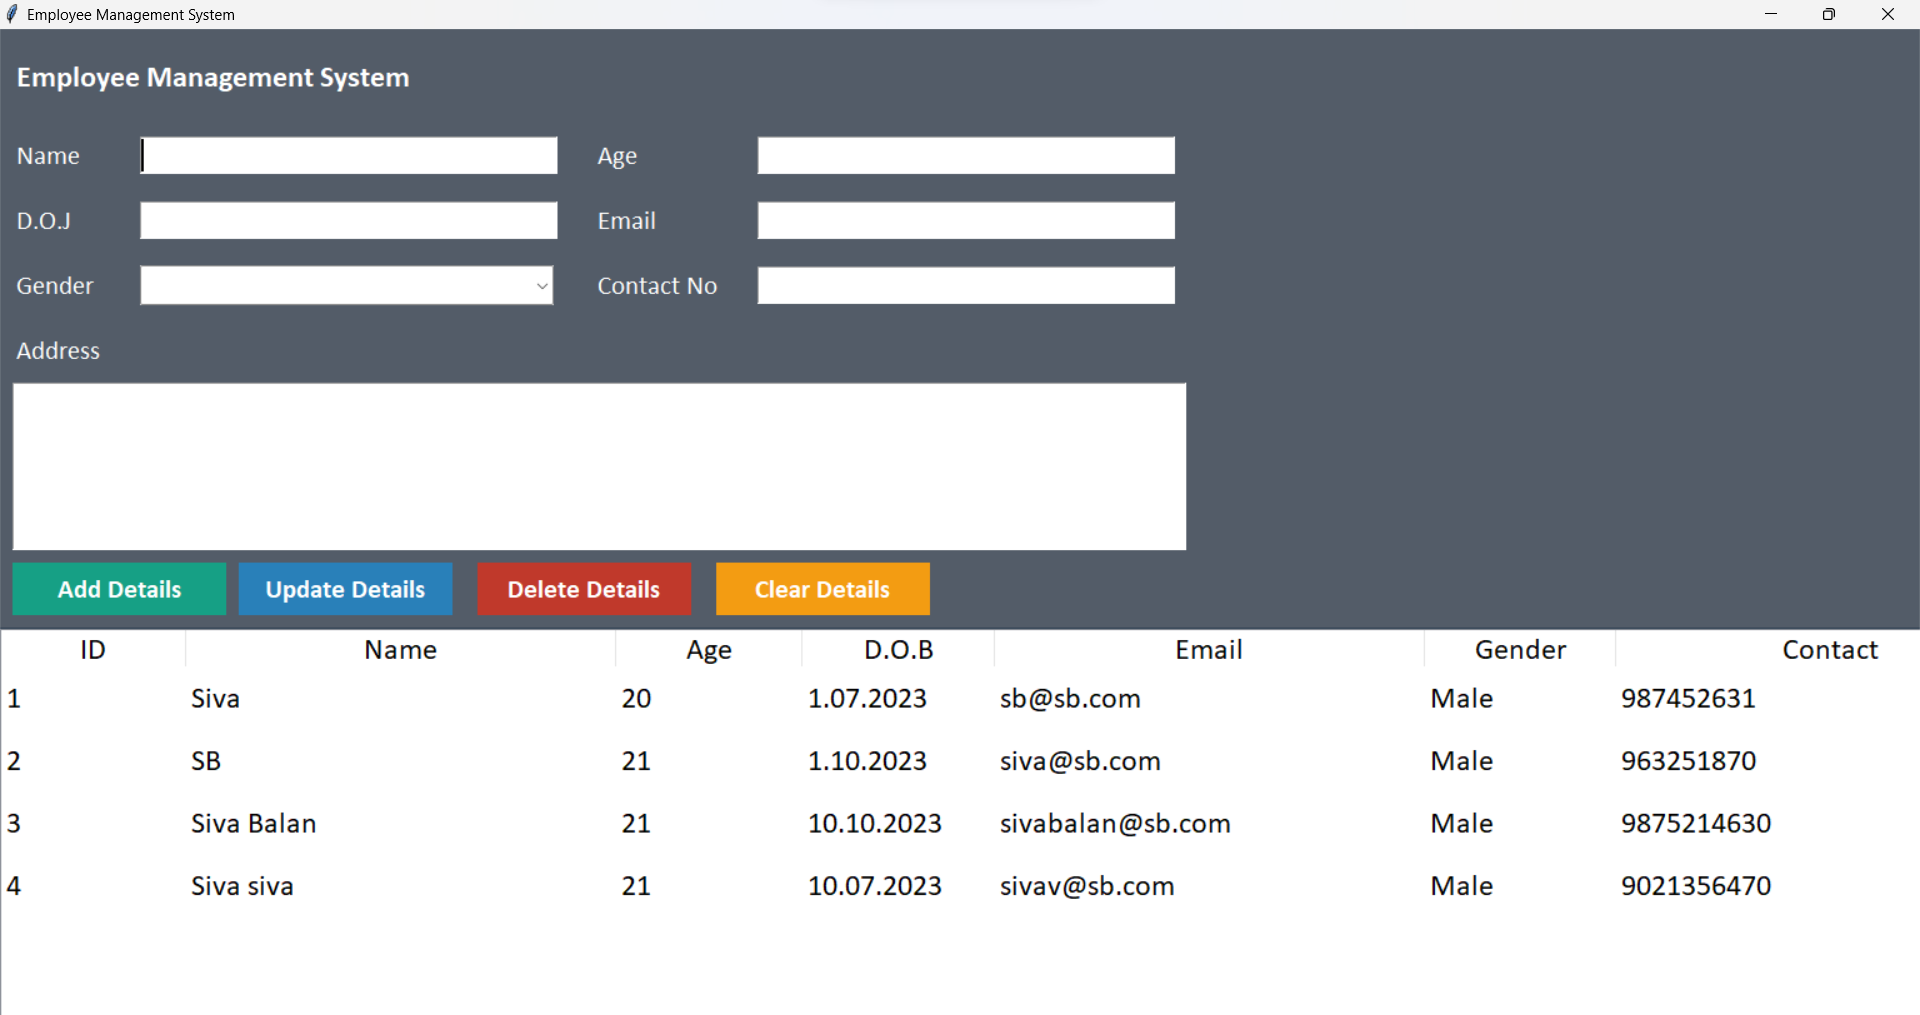 Employee Management System
Employee Management System
Name Age
D.O.J Email
Gender Contact No
Address
Add Details Update Details Delete Details Clear Details
ID Name Age D.O.B Email Gender Contact
1 Siva 20 1.07.2023 sb@sb.com Male 987452631
2 SB 21 1.10.2023 siva@sb.com Male 963251870
3 Siva Balan 21 10.10.2023 sivabalan@sb.com Male 9875214630
4 Siva siva 21 10.07.2023 sivav@sb.com Male 9021356470